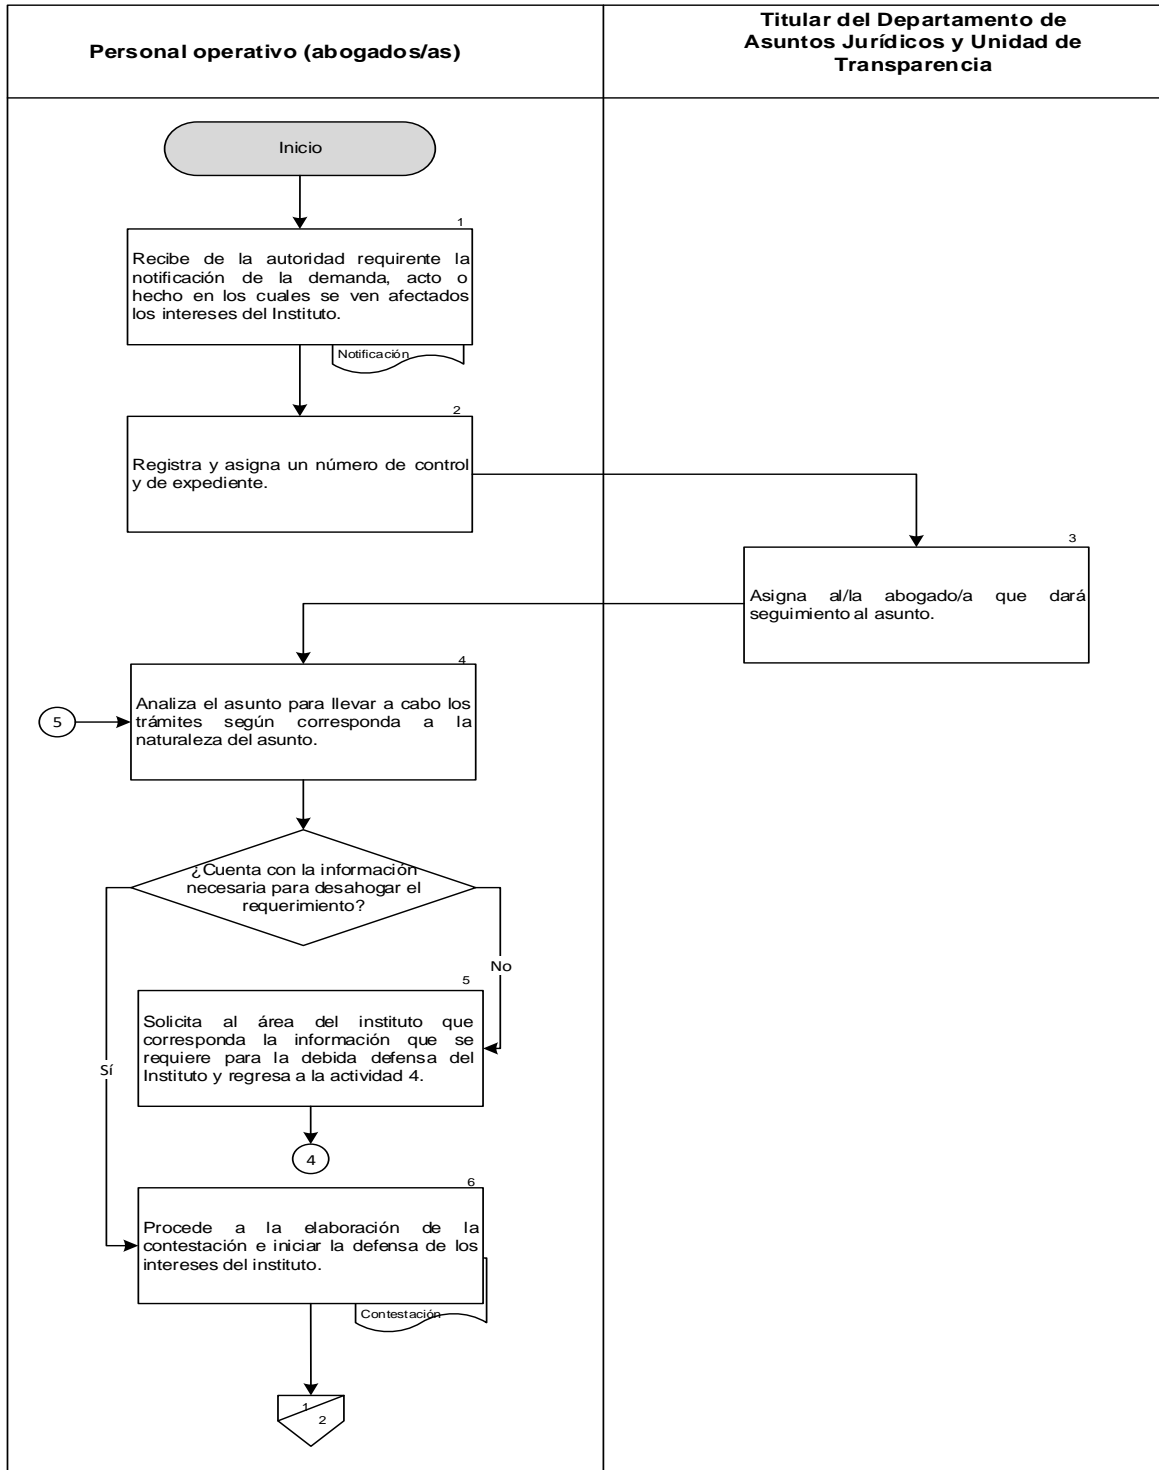 Personal operativo (abogados/as)
Titular del Departamento de
Asuntos Jurídicos y Unidad de
Transparencia
Inicio
1
Recibe de la autoridad requirente la
notificación de la demanda, acto o
hecho en los cuales se ven afectados
los intereses del Instituto.
Notificación
2
Registra y asigna un número de control
y de expediente.
3
Asigna al/la abogado/a que dará
seguimiento al asunto.
4
Analiza el asunto para llevar a cabo los
trámites según corresponda a la
naturaleza del asunto.
5
¿Cuenta con la información
necesaria para desahogar el
requerimiento?
No
Sí
5
Solicita al área del instituto que
corresponda la información que se
requiere para la debida defensa del
Instituto y regresa a la actividad 4.
4
6
Procede a la elaboración de la
contestación e iniciar la defensa de los
intereses del instituto.
Contestación
1
2